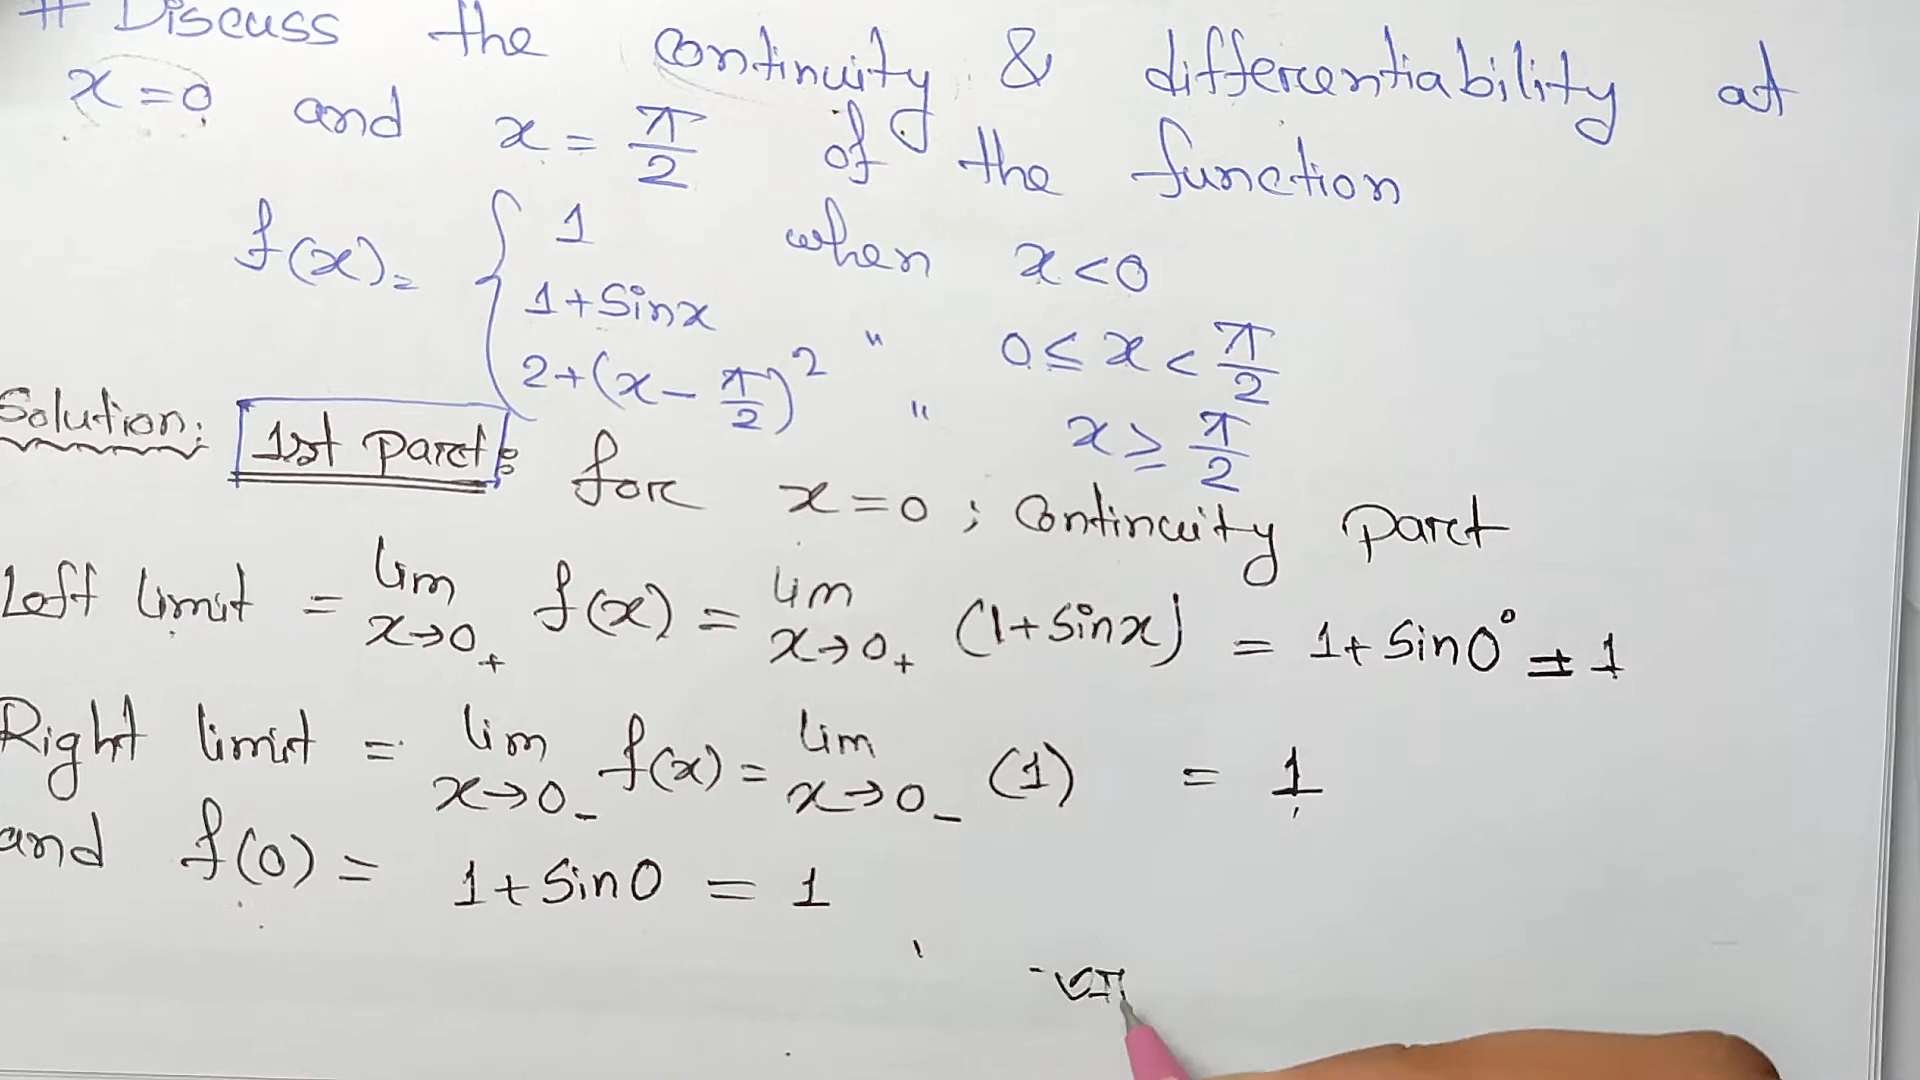 # Discuss the continuity & differentiability at
x=0 and x = π/2 of the function
f(x) = { 1 when x<0
1+sinx " 0≤x<π/2
2+(x-π/2)² " x≥π/2
Solution: 1st part: for x=0; continuity part
Left limit = lim x→0₊ f(x) = lim x→0₊ (1+sinx) = 1+sin0° = 1
Right limit = lim x→0₋ f(x) = lim x→0₋ (1) = 1
and f(0) = 1+sin0 = 1